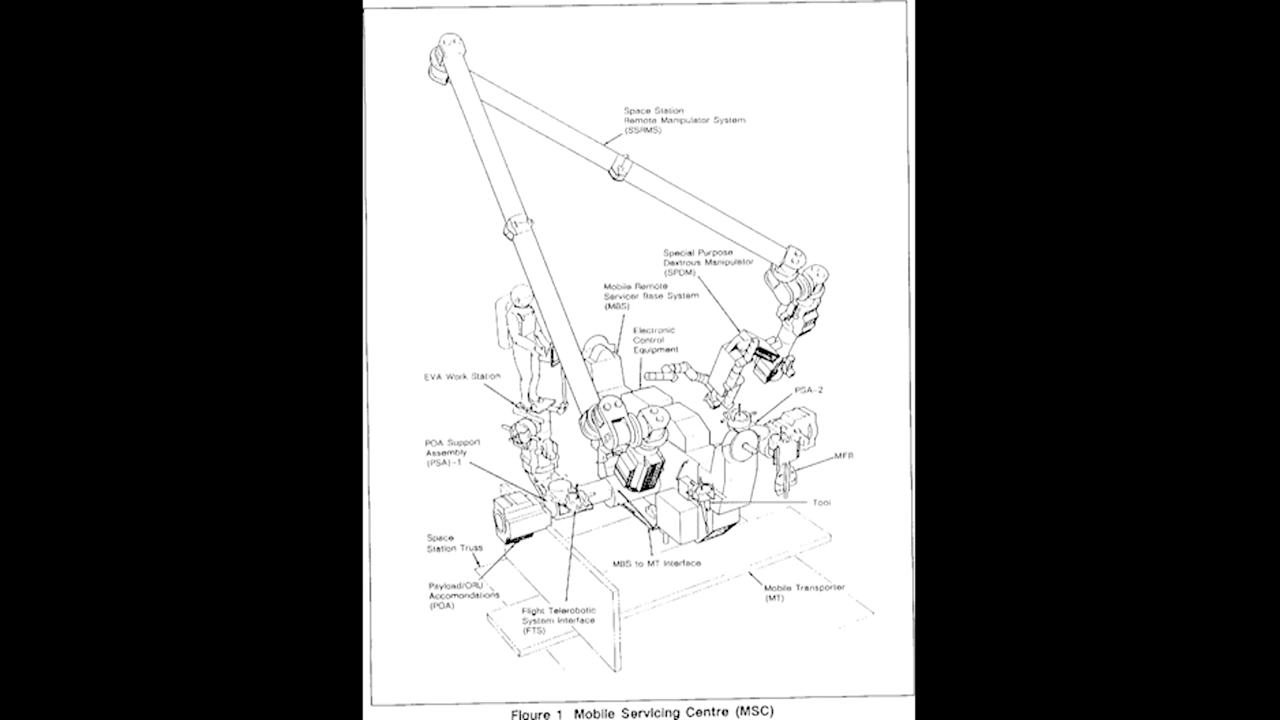 Space Station
Remote Manipulator System
(SSRMS)
Special Purpose
Dextrous Manipulator
(SPDM)
Mobile Remote
Servicer Base System
(MBS)
Electronic
Control
Equipment
EVA Work Station
PSA-2
POA Support
Assembly
(PSA)-1
MFR
Tool
Space
Station Truss
MBS to MT Interface
Payload/ORU
Accomondations
(POA)
Mobile Transporter
(MT)
Flight Telerobotic
System Interface
(FTS)
Figure 1 Mobile Servicing Centre (MSC)